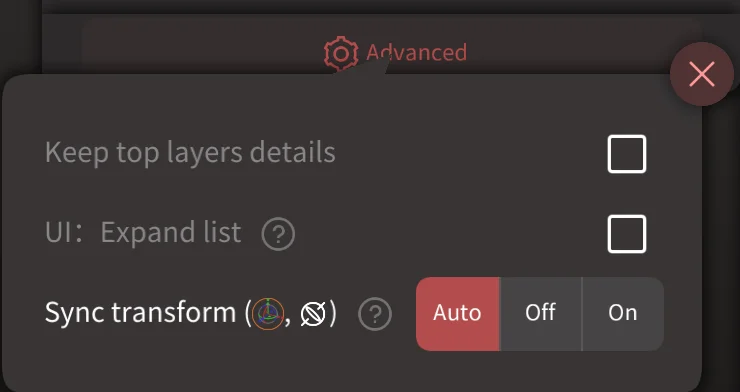 Advanced
Keep top layers details
UI： Expand list ?
Sync transform ( , ) ?
Auto Off On